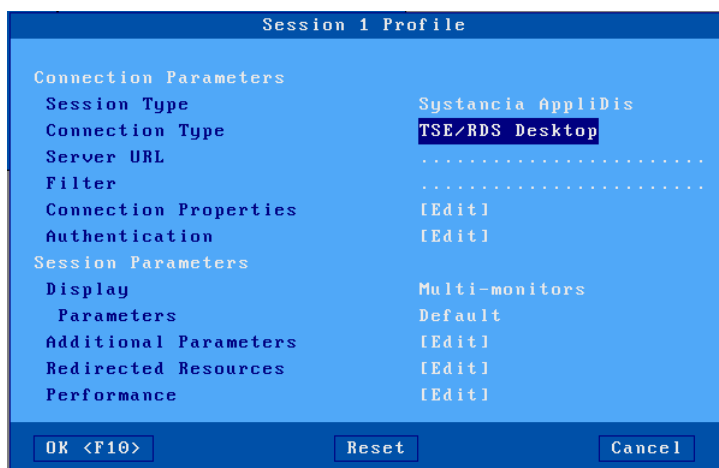 Session 1 Profile
Connection Parameters
Session Type Systancia AppliDis
Connection Type TSE/RDS Desktop
Server URL ........................
Filter ........................
Connection Properties [Edit]
Authentication [Edit]
Session Parameters
Display Multi-monitors
Parameters Default
Additional Parameters [Edit]
Redirected Resources [Edit]
Performance [Edit]
OK <F10> Reset Cancel